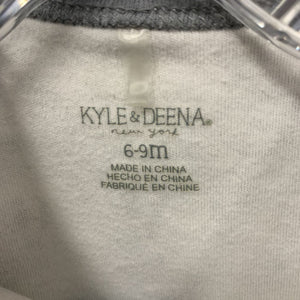 KYLE & DEENA®
new york
6-9m
MADE IN CHINA
HECHO EN CHINA
FABRIQUÉ EN CHINE